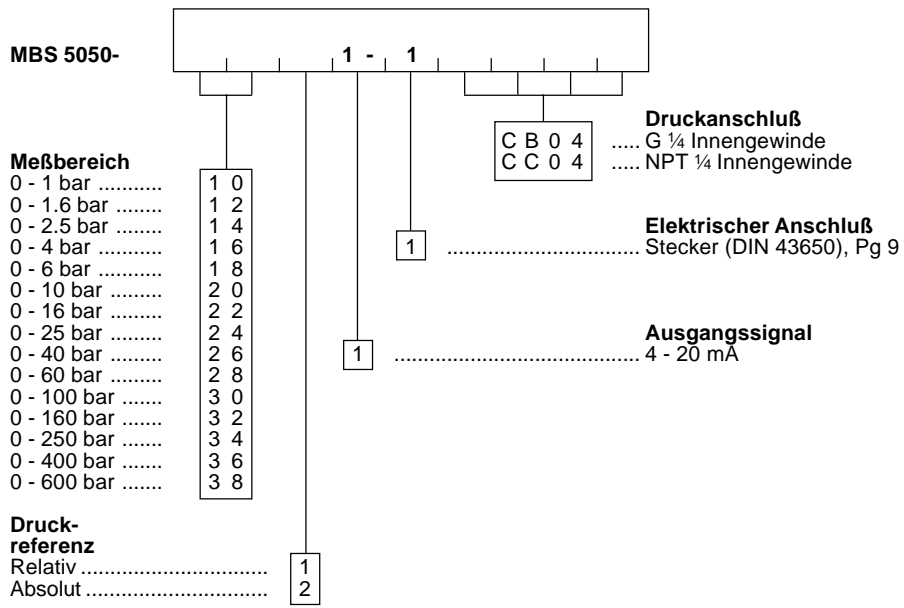 MBS 5050- 1 - 1
Druckanschluß
C B 0 4 ..... G ¼ Innengewinde
C C 0 4 ..... NPT ¼ Innengewinde
Meßbereich
0 - 1 bar ........... 1 0
0 - 1.6 bar ........ 1 2
0 - 2.5 bar ........ 1 4
0 - 4 bar ........... 1 6
0 - 6 bar ........... 1 8
0 - 10 bar ......... 2 0
0 - 16 bar ......... 2 2
0 - 25 bar ......... 2 4
0 - 40 bar ......... 2 6
0 - 60 bar ......... 2 8
0 - 100 bar ....... 3 0
0 - 160 bar ....... 3 2
0 - 250 bar ....... 3 4
0 - 400 bar ....... 3 6
0 - 600 bar ....... 3 8
Elektrischer Anschluß
1 .................................. Stecker (DIN 43650), Pg 9
Ausgangssignal
1 ........................................... 4 - 20 mA
Druck-
referenz
Relativ ................................ 1
Absolut ............................... 2